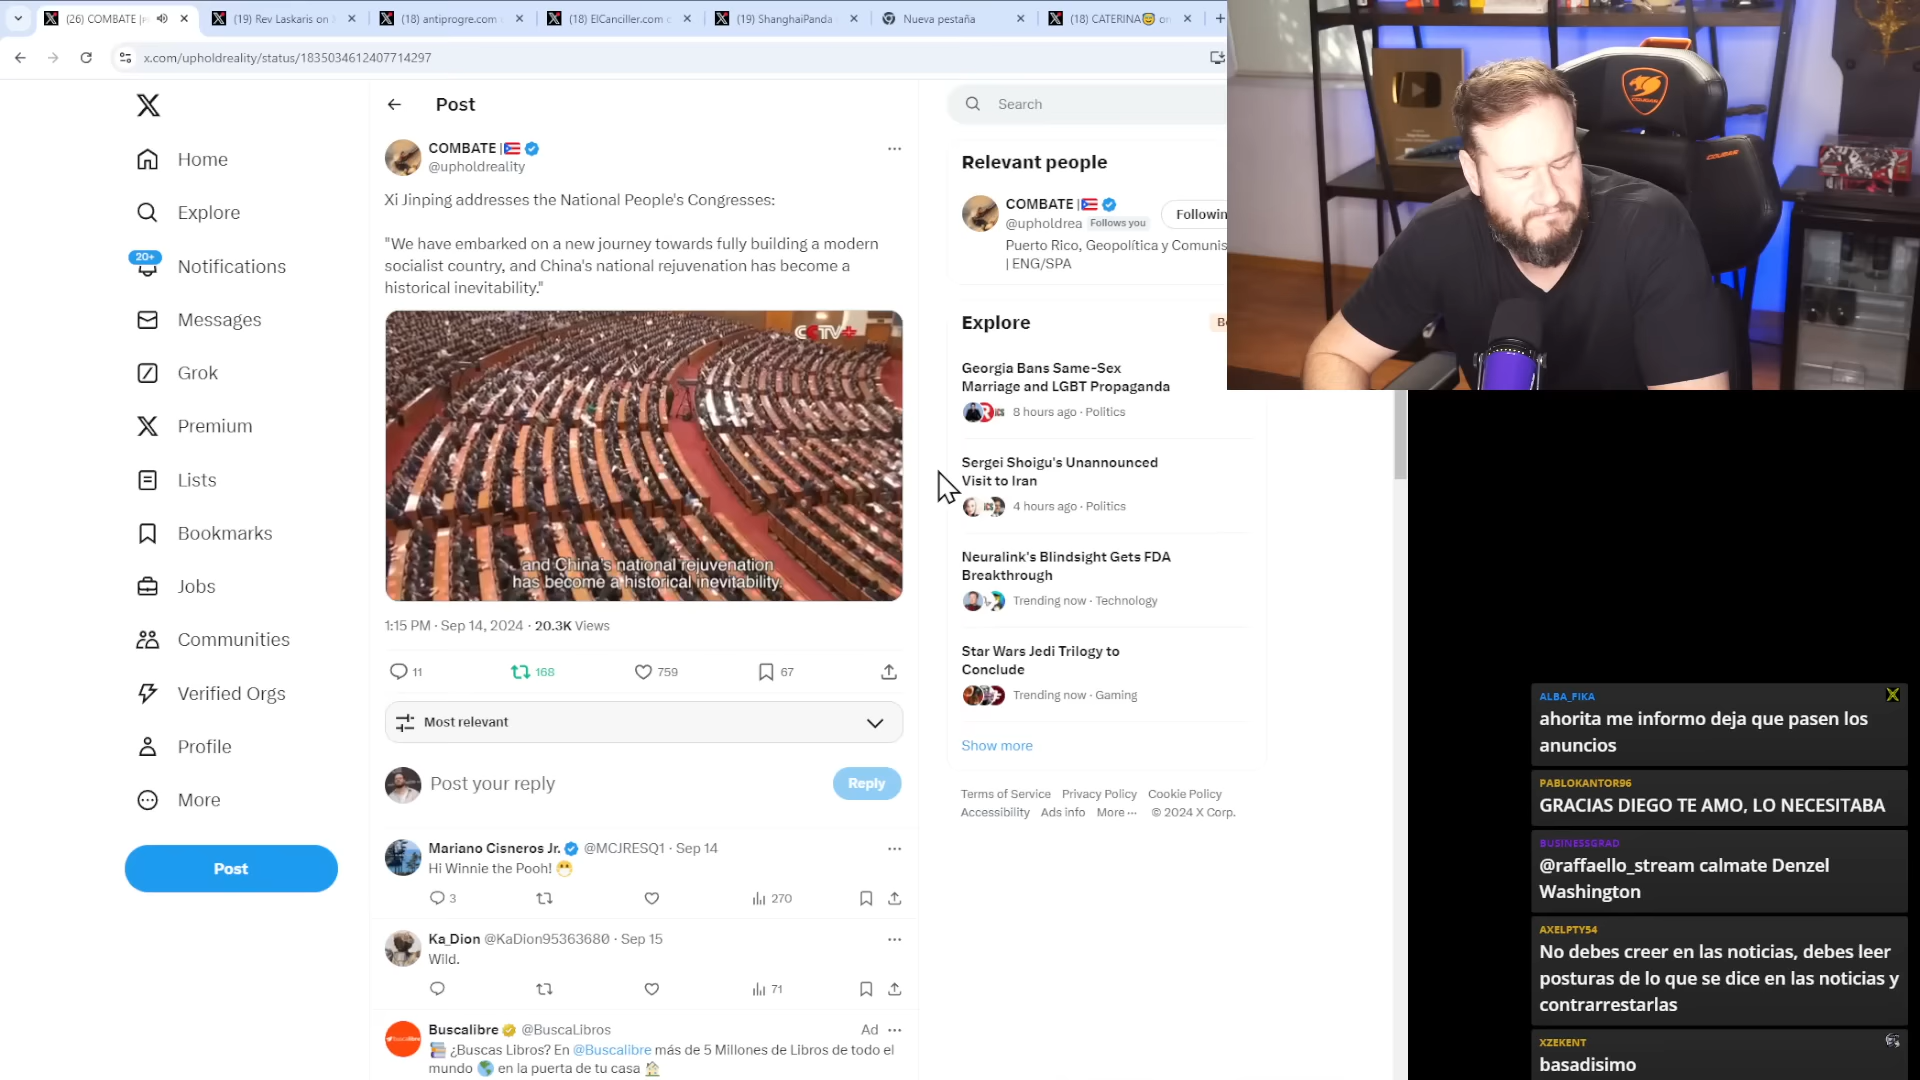 (26) COMBATE |
(19) Rev Laskaris on
(18) antiprogre.com
(18) ElCanciller.com
(19) ShanghaiPanda
Nueva pestaña
(18) CATERINA😇 on
x.com/upholdreality/status/1835034612407714297
Home
Explore
20+
Notifications
Messages
Grok
Premium
Lists
Bookmarks
Jobs
Communities
Verified Orgs
Profile
More
Post
Post
COMBATE |🇵🇷
@upholdreality
Xi Jinping addresses the National People's Congresses:
"We have embarked on a new journey towards fully building a modern
socialist country, and China's national rejuvenation has become a
historical inevitability."
CCTV+
and China's national rejuvenation
has become a historical inevitability.
1:15 PM · Sep 14, 2024 · 20.3K Views
11 168 759 67
Most relevant
Post your reply
Reply
Mariano Cisneros Jr. @MCJRESQ1 · Sep 14
Hi Winnie the Pooh! 😷
3 270
Ka_Dion @KaDion95363680 · Sep 15
Wild.
71
Buscalibre @BuscaLibros Ad
📚 ¿Buscas Libros? En @Buscalibre más de 5 Millones de Libros de todo el
mundo 🌎 en la puerta de tu casa 🏠
Search
Relevant people
COMBATE |🇵🇷
@upholdrea Follows you
Followin
Puerto Rico, Geopolítica y Comunis
| ENG/SPA
Explore
Be
Georgia Bans Same-Sex
Marriage and LGBT Propaganda
8 hours ago · Politics
Sergei Shoigu's Unannounced
Visit to Iran
4 hours ago · Politics
Neuralink's Blindsight Gets FDA
Breakthrough
Trending now · Technology
Star Wars Jedi Trilogy to
Conclude
Trending now · Gaming
Show more
Terms of Service Privacy Policy Cookie Policy
Accessibility Ads info More ··· © 2024 X Corp.
COUGAR
COUGAR
ALBA_FIKA
ahorita me informo deja que pasen los
anuncios
PABLOKANTOR96
GRACIAS DIEGO TE AMO, LO NECESITABA
BUSINESSGRAD
@raffaello_stream calmate Denzel
Washington
AXELPTY54
No debes creer en las noticias, debes leer
posturas de lo que se dice en las noticias y
contrarrestarlas
XZEKENT
basadisimo